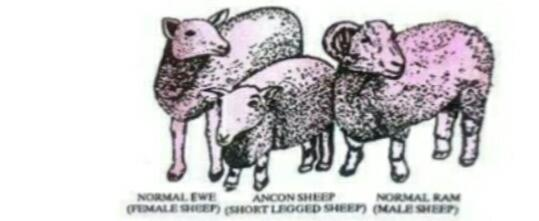 NORMAL EWE
(FEMALE SHEEP)
ANCON SHEEP
(SHORT LEGGED SHEEP)
NORMAL RAM
(MALE SHEEP)